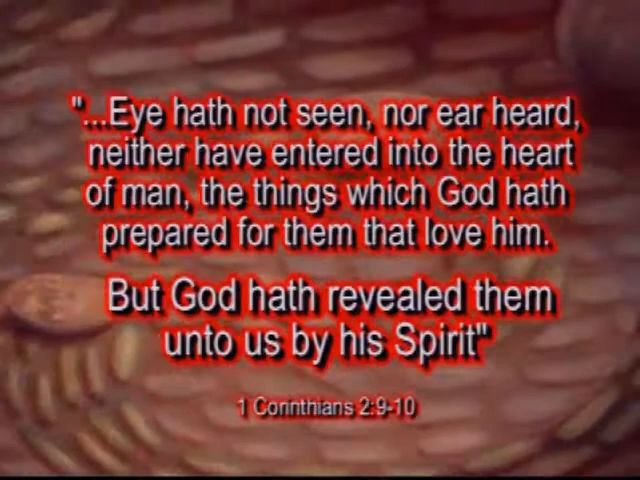 "...Eye hath not seen, nor ear heard,
neither have entered into the heart
of man, the things which God hath
prepared for them that love him.
But God hath revealed them
unto us by his Spirit"
1 Corinthians 2:9-10